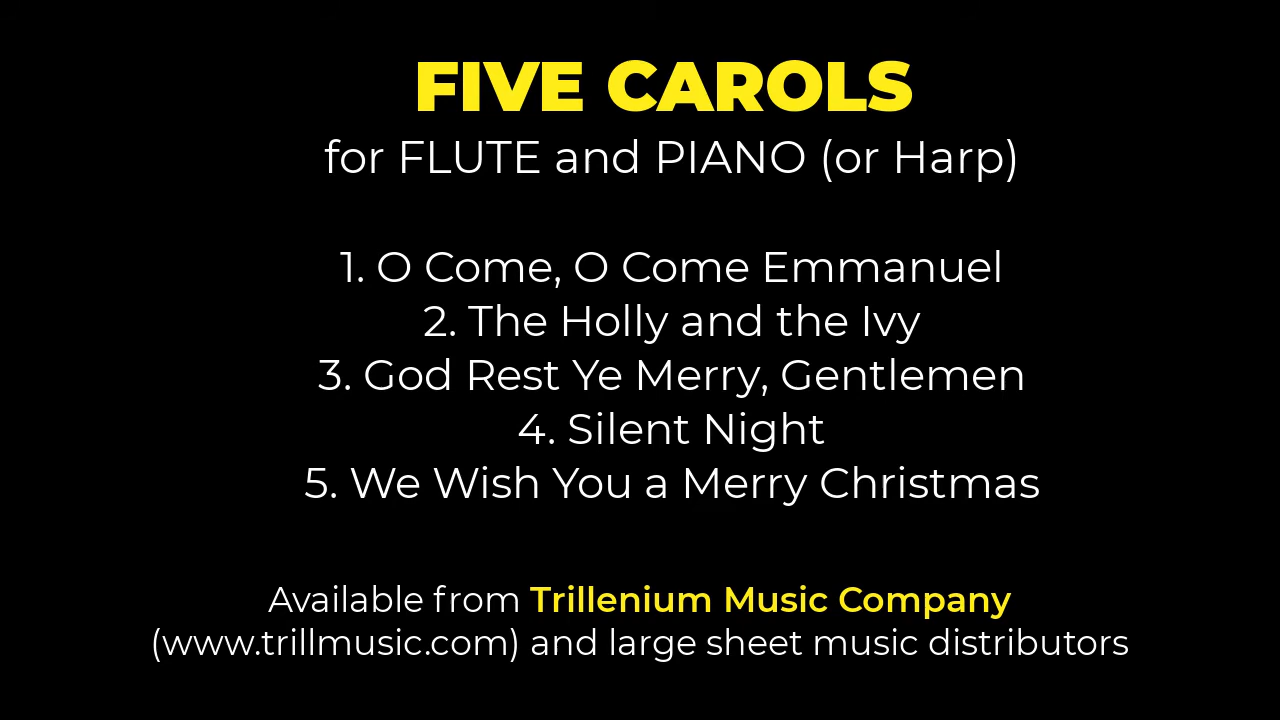 FIVE CAROLS
for FLUTE and PIANO (or Harp)
1. O Come, O Come Emmanuel
2. The Holly and the Ivy
3. God Rest Ye Merry, Gentlemen
4. Silent Night
5. We Wish You a Merry Christmas
Available from Trillenium Music Company
(www.trillmusic.com) and large sheet music distributors